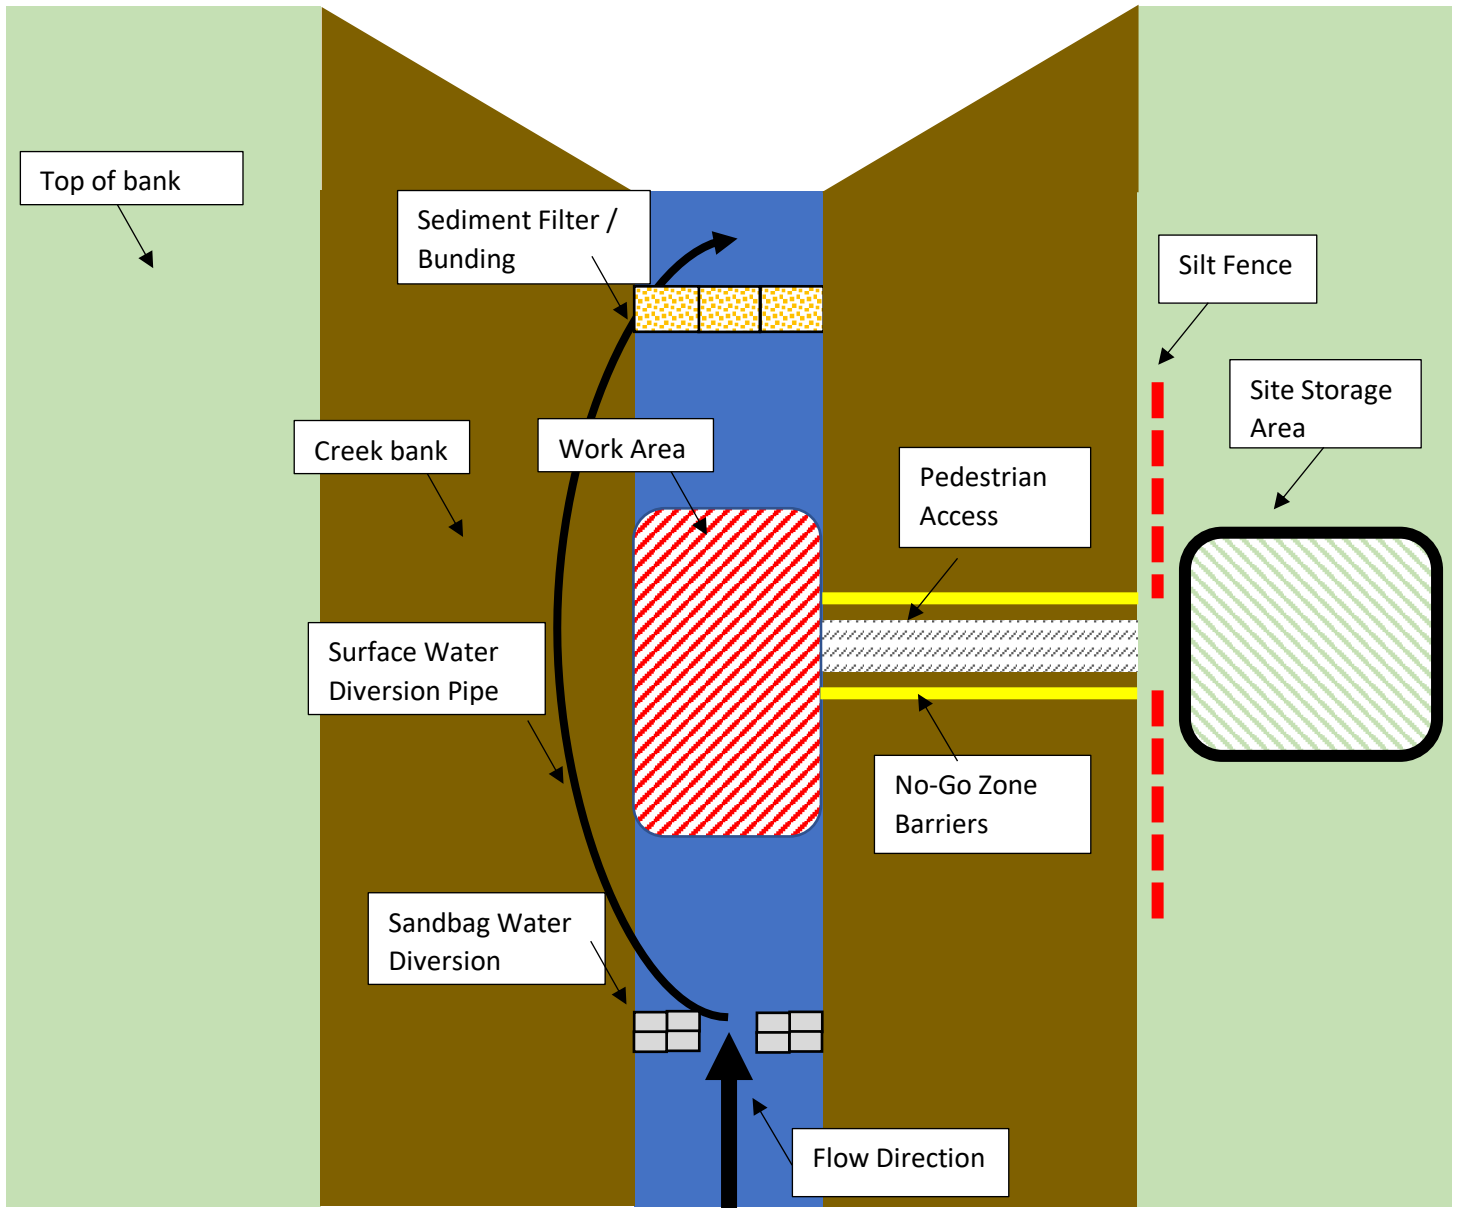 Top of bank
Sediment Filter /
Bunding
Silt Fence
Site Storage
Area
Creek bank
Work Area
Pedestrian
Access
Surface Water
Diversion Pipe
No-Go Zone
Barriers
Sandbag Water
Diversion
Flow Direction